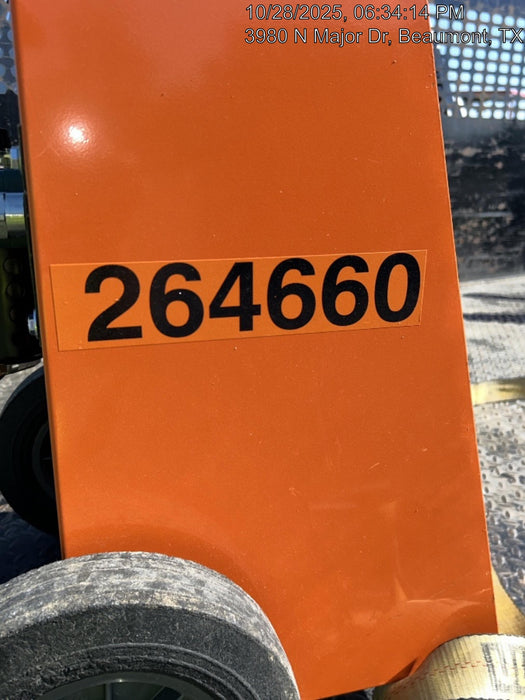 10/28/2025, 06:34:14 PM
3980 N Major Dr, Beaumont, TX
264660